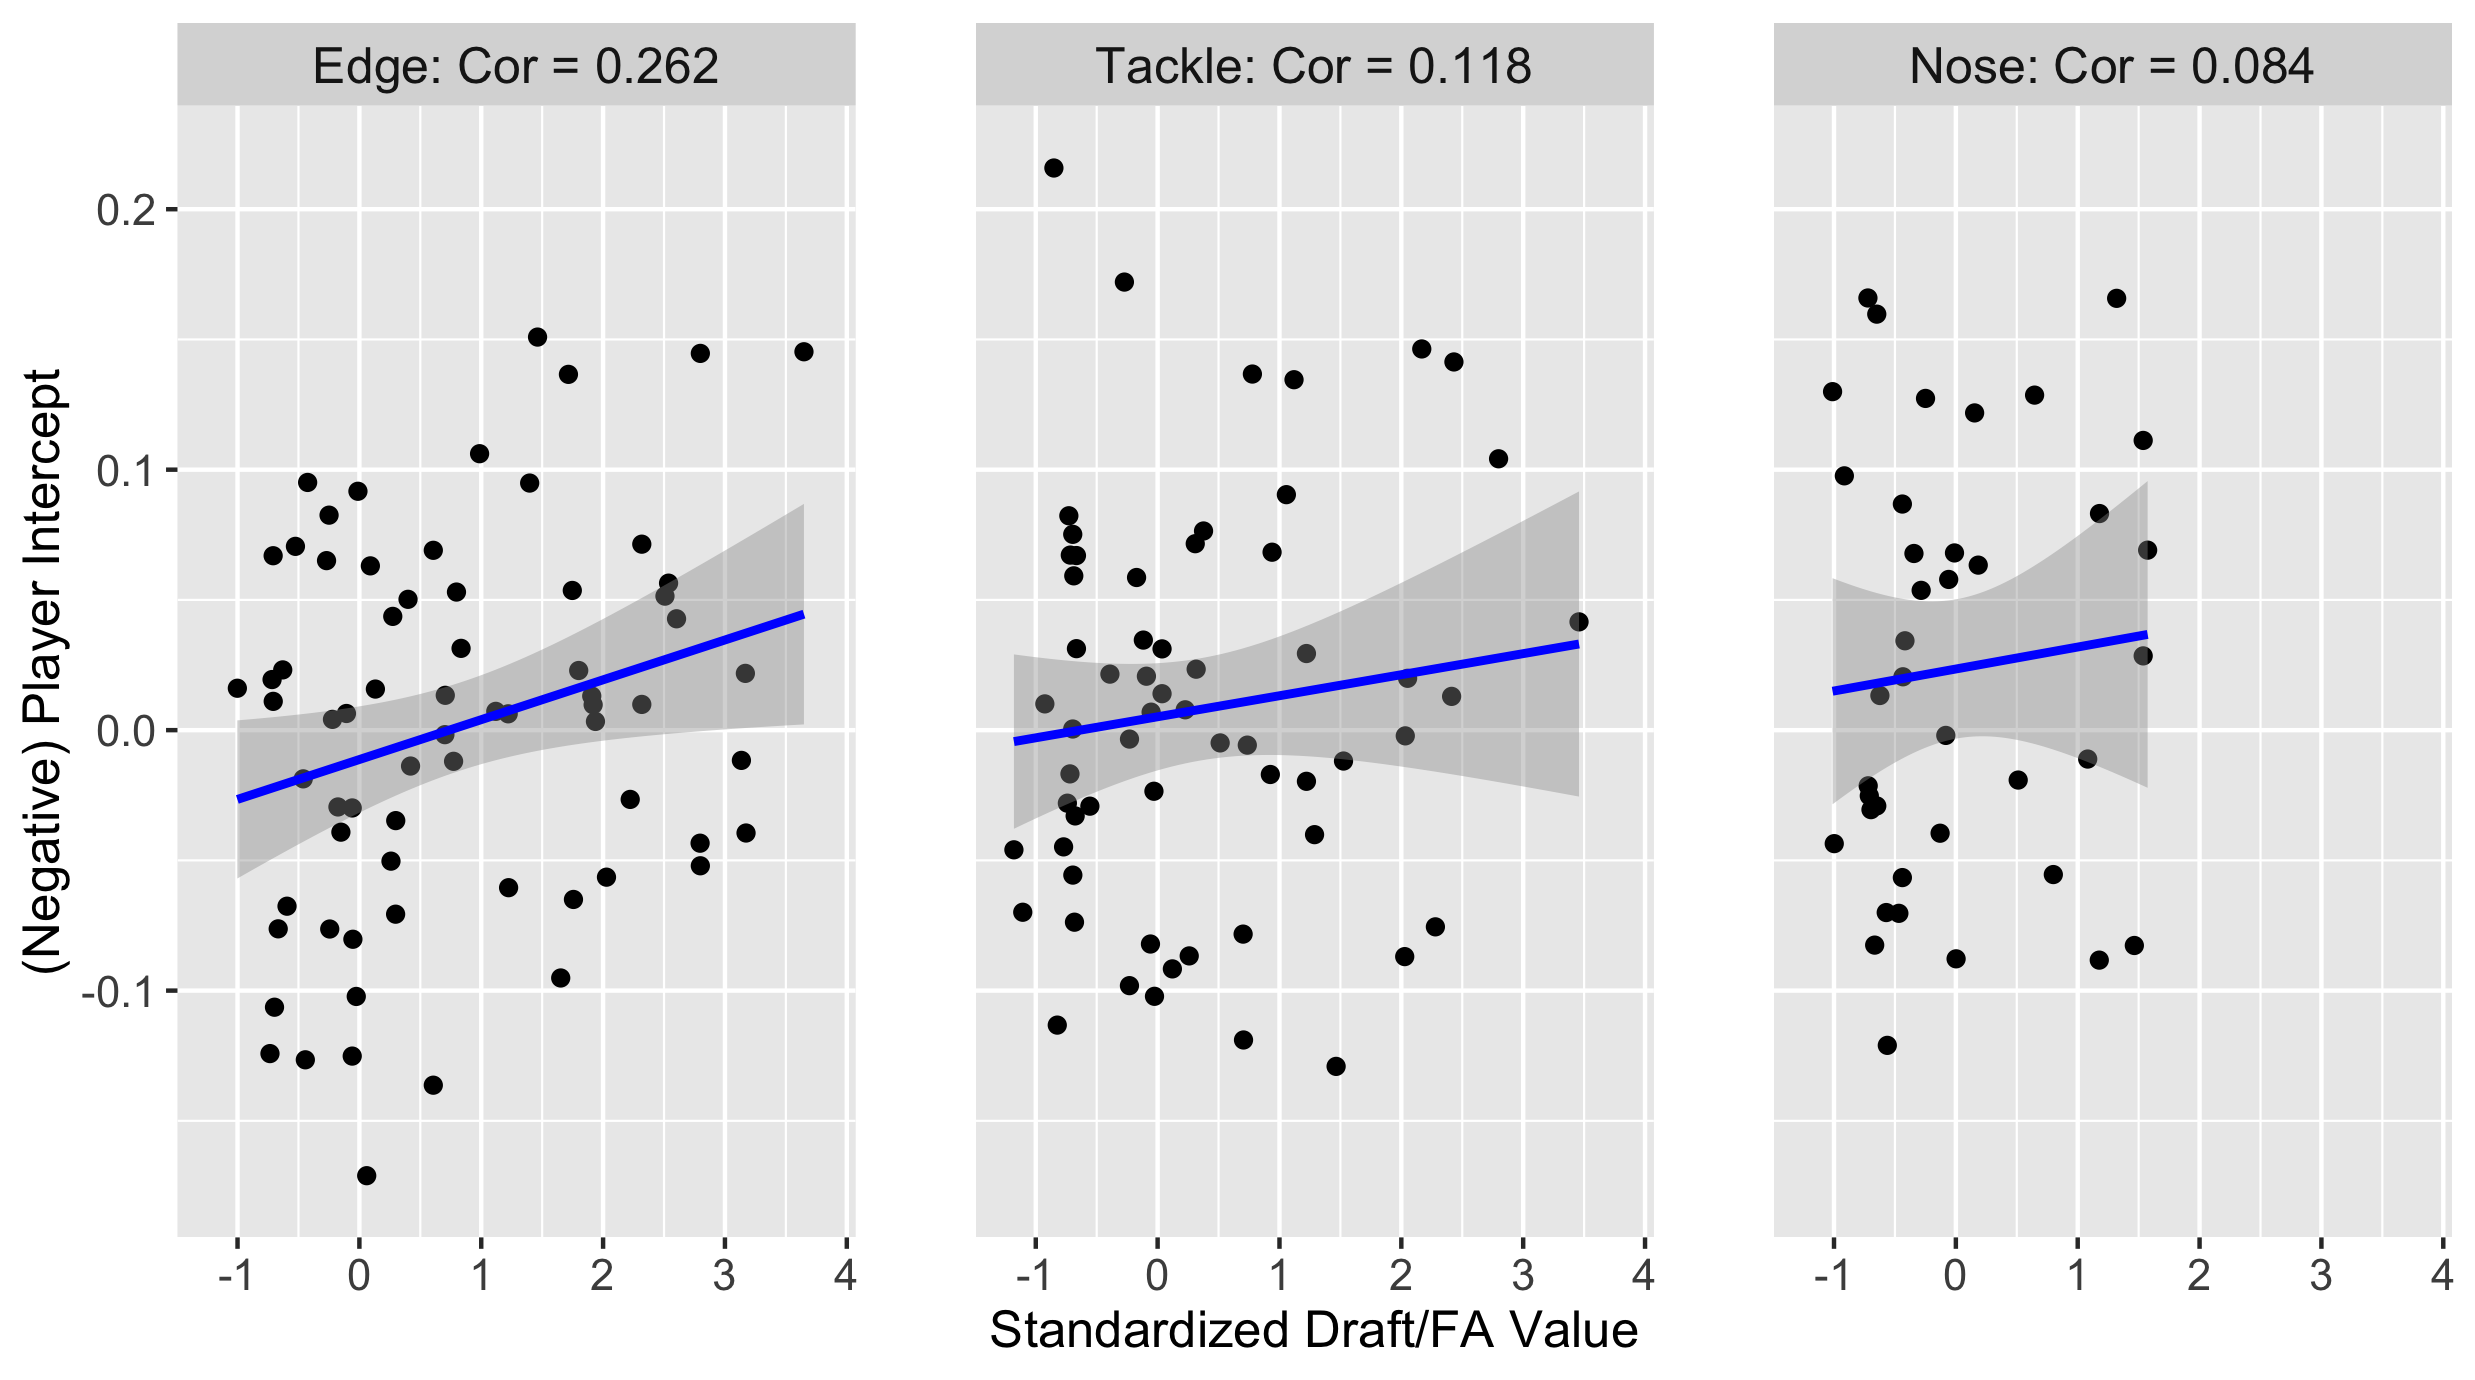 Edge: Cor = 0.262
Tackle: Cor = 0.118
Nose: Cor = 0.084
(Negative) Player Intercept
0.2
0.1
0.0
-0.1
-1 0 1 2 3 4
-1 0 1 2 3 4
-1 0 1 2 3 4
Standardized Draft/FA Value